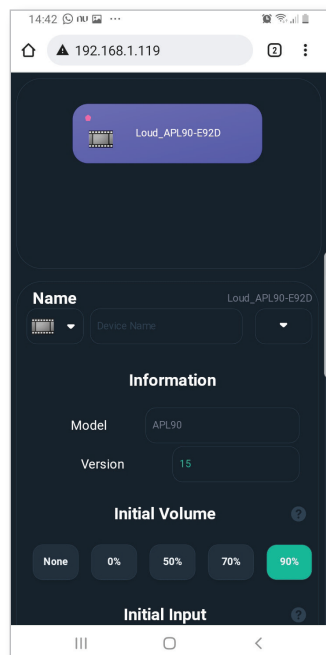 14:42 ···
192.168.1.119 2
Loud_APL90-E92D
Name Loud_APL90-E92D
Device Name
Information
Model APL90
Version 15
Initial Volume ?
None 0% 50% 70% 90%
Initial Input ?